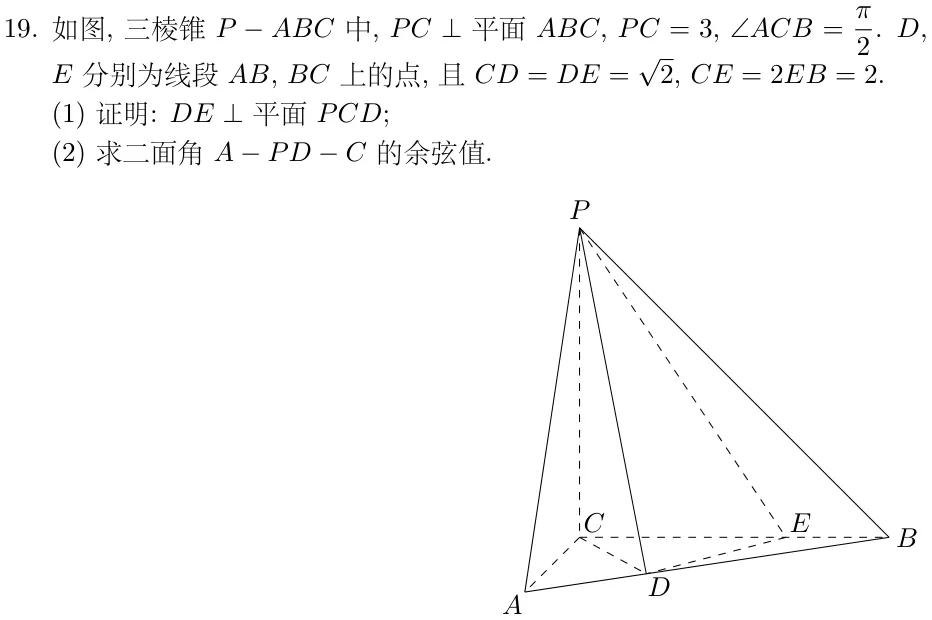 19. 如图, 三棱锥 P − ABC 中, PC ⊥ 平面 ABC, PC = 3, ∠ACB = π/2. D,
E 分别为线段 AB, BC 上的点, 且 CD = DE = √2, CE = 2EB = 2.
(1) 证明: DE ⊥ 平面 PCD;
(2) 求二面角 A − PD − C 的余弦值.
P
C
E
B
D
A